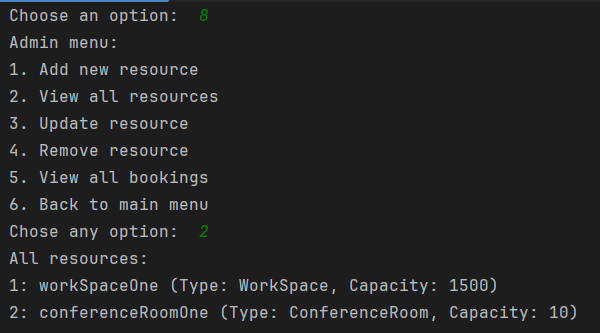 Choose an option:  8
Admin menu:
1. Add new resource
2. View all resources
3. Update resource
4. Remove resource
5. View all bookings
6. Back to main menu
Chose any option:  2
All resources:
1: workSpaceOne (Type: WorkSpace, Capacity: 1500)
2: conferenceRoomOne (Type: ConferenceRoom, Capacity: 10)